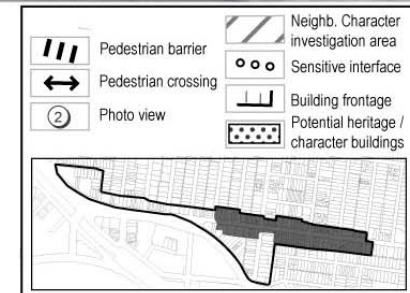 Pedestrian barrier
Pedestrian crossing
2 Photo view
Neighb. Character
investigation area
Sensitive interface
Building frontage
Potential heritage /
character buildings